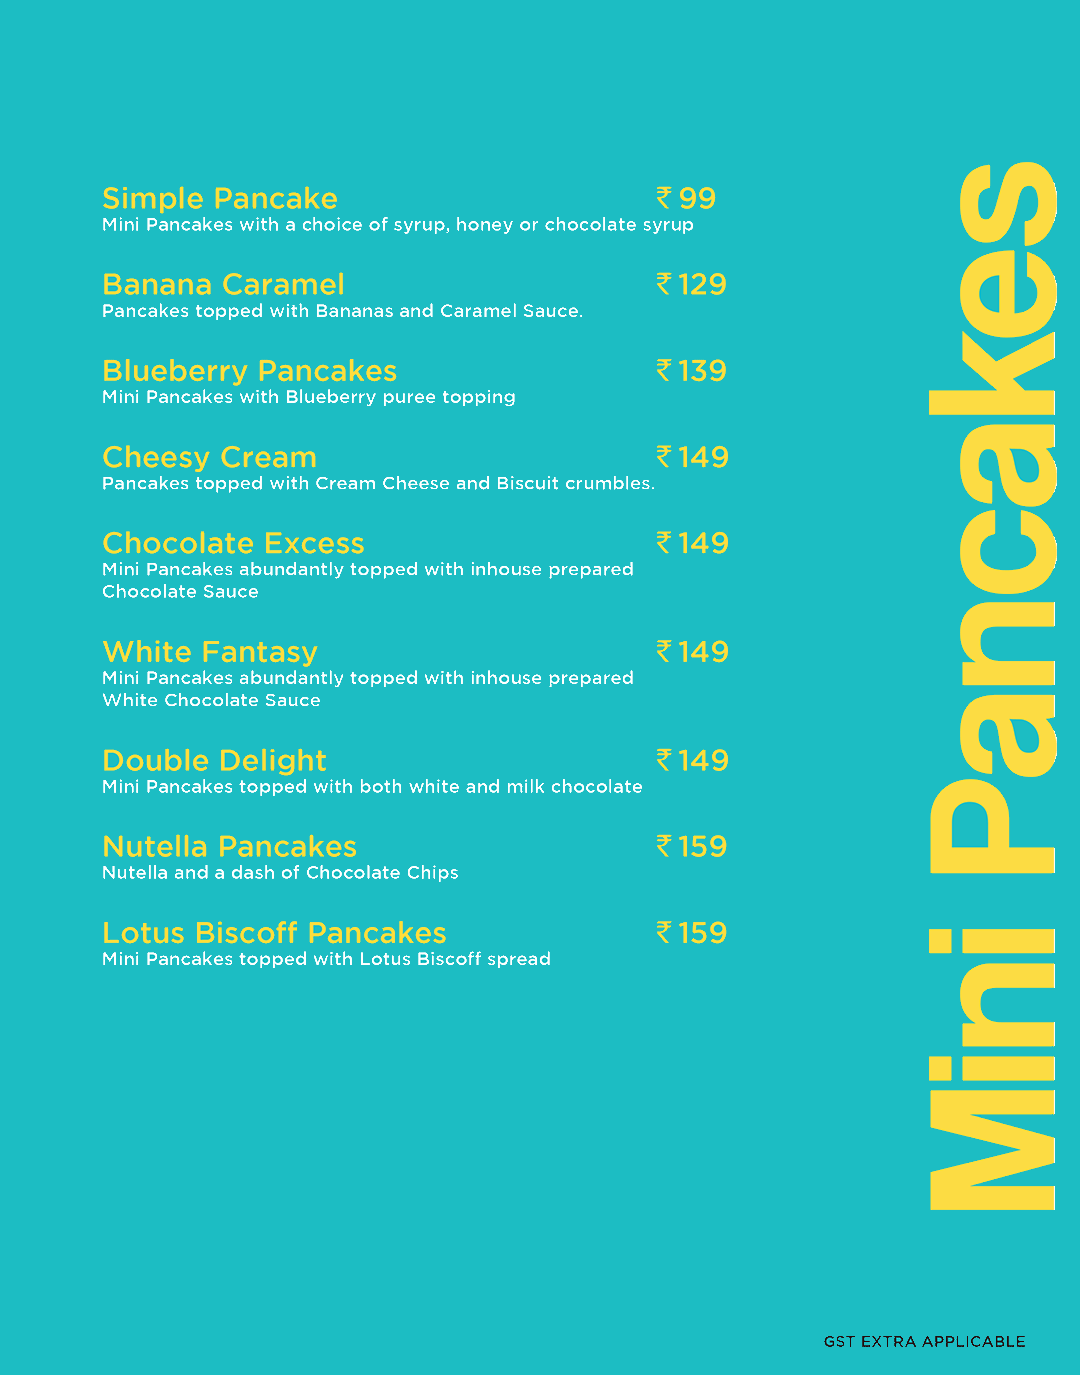 Simple Pancake ₹ 99
Mini Pancakes with a choice of syrup, honey or chocolate syrup
Banana Caramel ₹ 129
Pancakes topped with Bananas and Caramel Sauce.
Blueberry Pancakes ₹ 139
Mini Pancakes with Blueberry puree topping
Cheesy Cream ₹ 149
Pancakes topped with Cream Cheese and Biscuit crumbles.
Chocolate Excess ₹ 149
Mini Pancakes abundantly topped with inhouse prepared
Chocolate Sauce
White Fantasy ₹ 149
Mini Pancakes abundantly topped with inhouse prepared
White Chocolate Sauce
Double Delight ₹ 149
Mini Pancakes topped with both white and milk chocolate
Nutella Pancakes ₹ 159
Nutella and a dash of Chocolate Chips
Lotus Biscoff Pancakes ₹ 159
Mini Pancakes topped with Lotus Biscoff spread
Mini Pancakes
GST EXTRA APPLICABLE